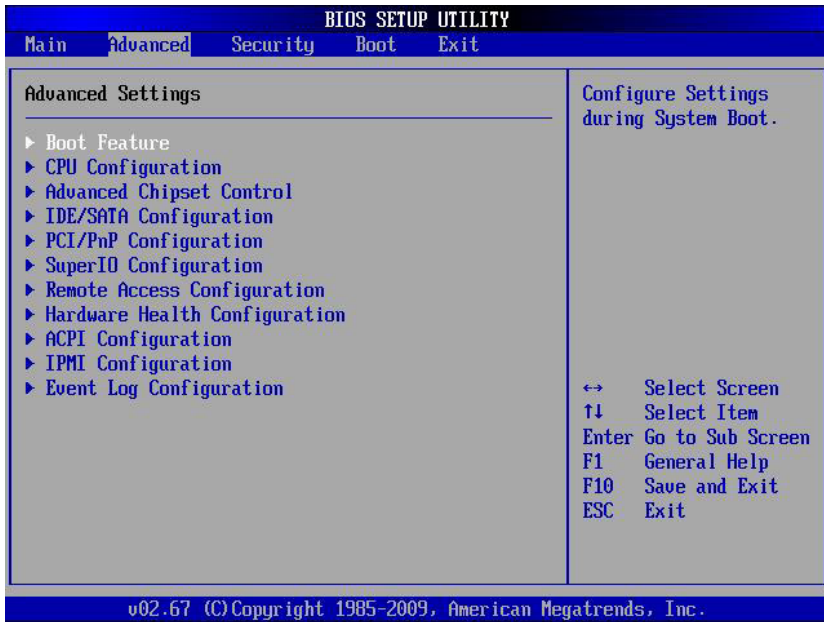 BIOS SETUP UTILITY
Main Advanced Security Boot Exit
Advanced Settings
▶ Boot Feature
▶ CPU Configuration
▶ Advanced Chipset Control
▶ IDE/SATA Configuration
▶ PCI/PnP Configuration
▶ SuperIO Configuration
▶ Remote Access Configuration
▶ Hardware Health Configuration
▶ ACPI Configuration
▶ IPMI Configuration
▶ Event Log Configuration
Configure Settings
during System Boot.
↔ Select Screen
↑↓ Select Item
Enter Go to Sub Screen
F1 General Help
F10 Save and Exit
ESC Exit
v02.67 (C)Copyright 1985-2009, American Megatrends, Inc.